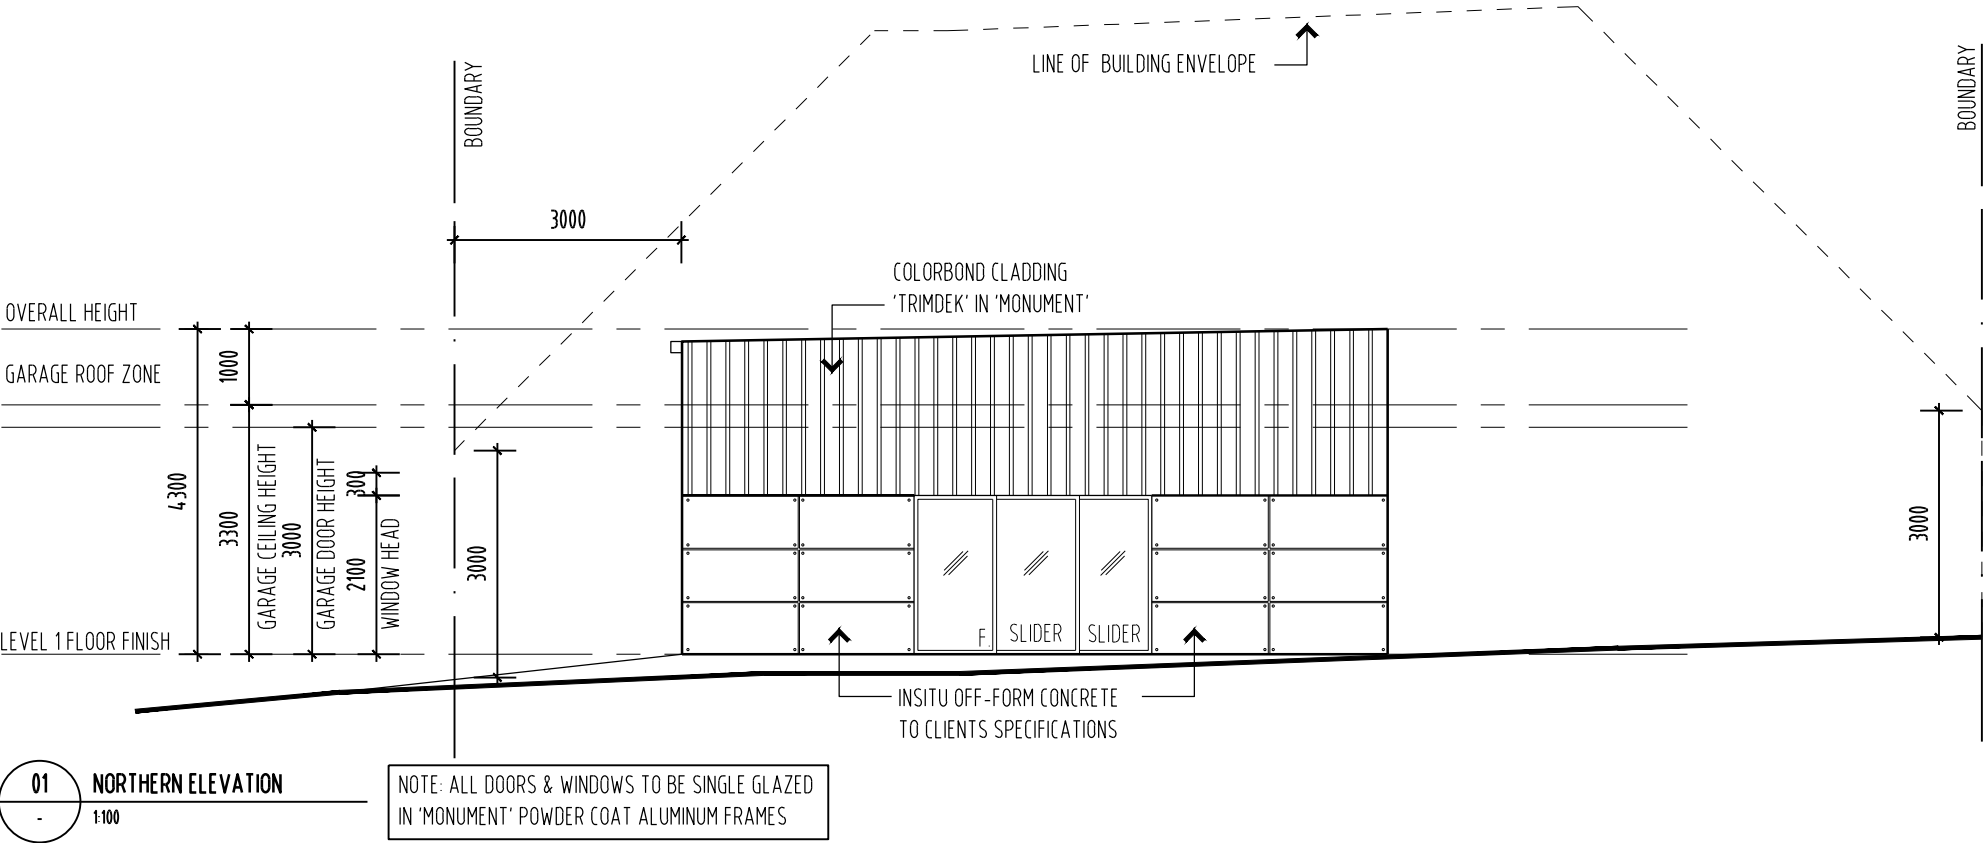 LINE OF BUILDING ENVELOPE
BOUNDARY
BOUNDARY
3000
COLORBOND CLADDING
'TRIMDEK' IN 'MONUMENT'
OVERALL HEIGHT
GARAGE ROOF ZONE
1000
4300
3300
GARAGE CEILING HEIGHT
3000
GARAGE DOOR HEIGHT
300
2100
WINDOW HEAD
3000
3000
LEVEL 1 FLOOR FINISH
F.
SLIDER
SLIDER
INSITU OFF-FORM CONCRETE
TO CLIENTS SPECIFICATIONS
01
-
NORTHERN ELEVATION
1:100
NOTE: ALL DOORS & WINDOWS TO BE SINGLE GLAZED
IN 'MONUMENT' POWDER COAT ALUMINUM FRAMES